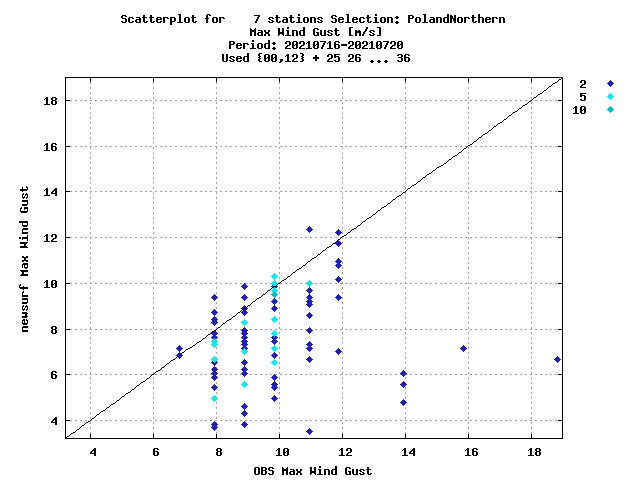 Scatterplot for    7 stations Selection: PolandNorthern
Max Wind Gust [m/s]
Period: 20210716-20210720
Used {00,12} + 25 26 ... 36
2
5
10
newsurf Max Wind Gust
18
16
14
12
10
8
6
4
4 6 8 10 12 14 16 18
OBS Max Wind Gust